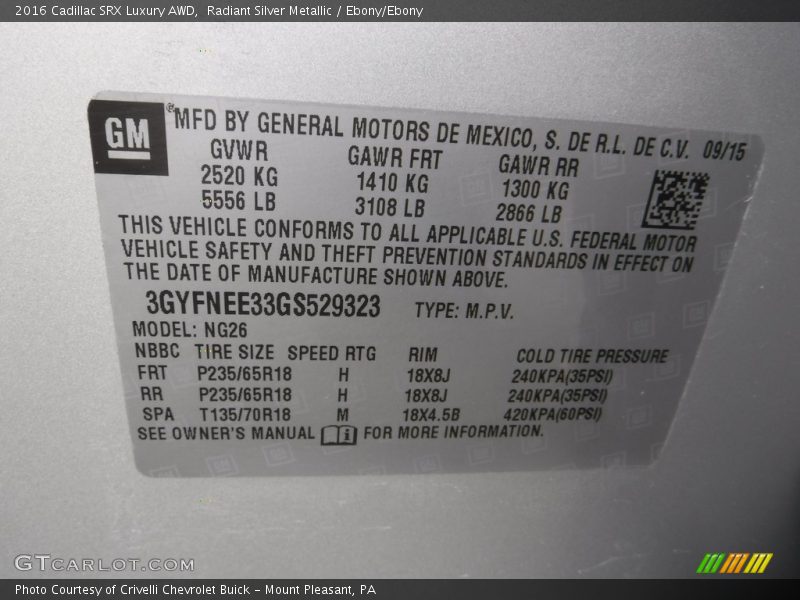 2016 Cadillac SRX Luxury AWD,  Radiant Silver Metallic / Ebony/Ebony
GM ® MFD BY GENERAL MOTORS DE MEXICO, S. DE R.L. DE C.V. 09/15
GVWR GAWR FRT GAWR RR
2520 KG 1410 KG 1300 KG
5556 LB 3108 LB 2866 LB
THIS VEHICLE CONFORMS TO ALL APPLICABLE U.S. FEDERAL MOTOR
VEHICLE SAFETY AND THEFT PREVENTION STANDARDS IN EFFECT ON
THE DATE OF MANUFACTURE SHOWN ABOVE.
3GYFNEE33GS529323 TYPE: M.P.V.
MODEL: NG26
NBBC TIRE SIZE SPEED RTG RIM COLD TIRE PRESSURE
FRT P235/65R18 H 18X8J 240KPA(35PSI)
RR P235/65R18 H 18X8J 240KPA(35PSI)
SPA T135/70R18 M 18X4.5B 420KPA(60PSI)
SEE OWNER'S MANUAL FOR MORE INFORMATION.
GTCARLOT.COM
Photo Courtesy of Crivelli Chevrolet Buick – Mount Pleasant, PA